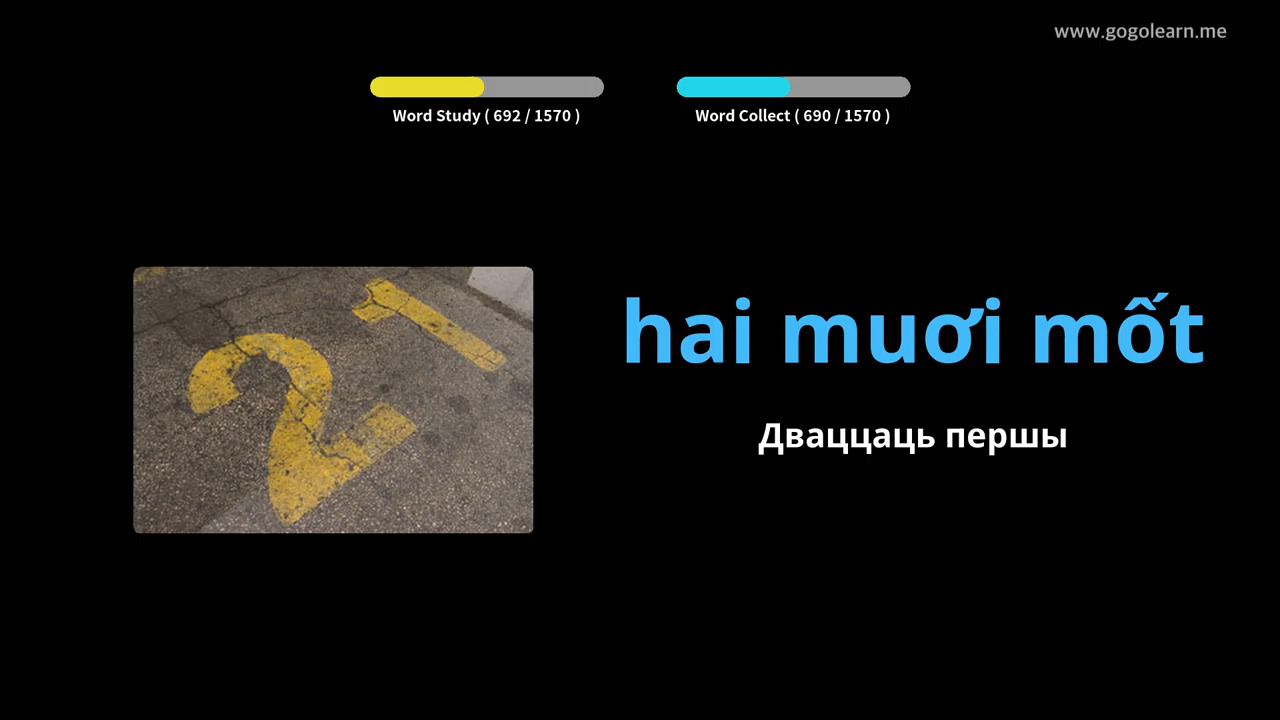 www.gogolearn.me
Word Study ( 692 / 1570 )
Word Collect ( 690 / 1570 )
21
hai mươi mốt
Дваццаць першы